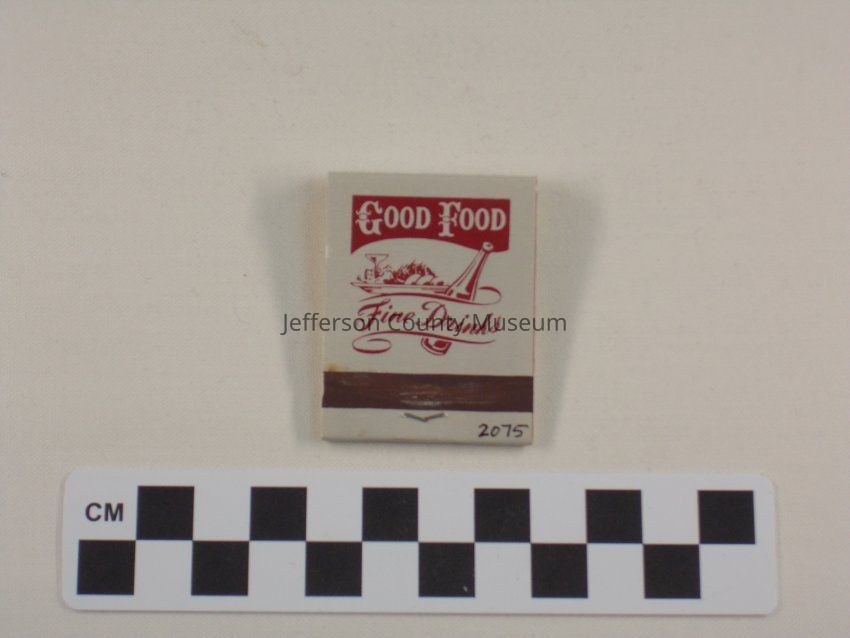 GOOD FOOD
Fine Drinks
Jefferson County Museum
2075
CM